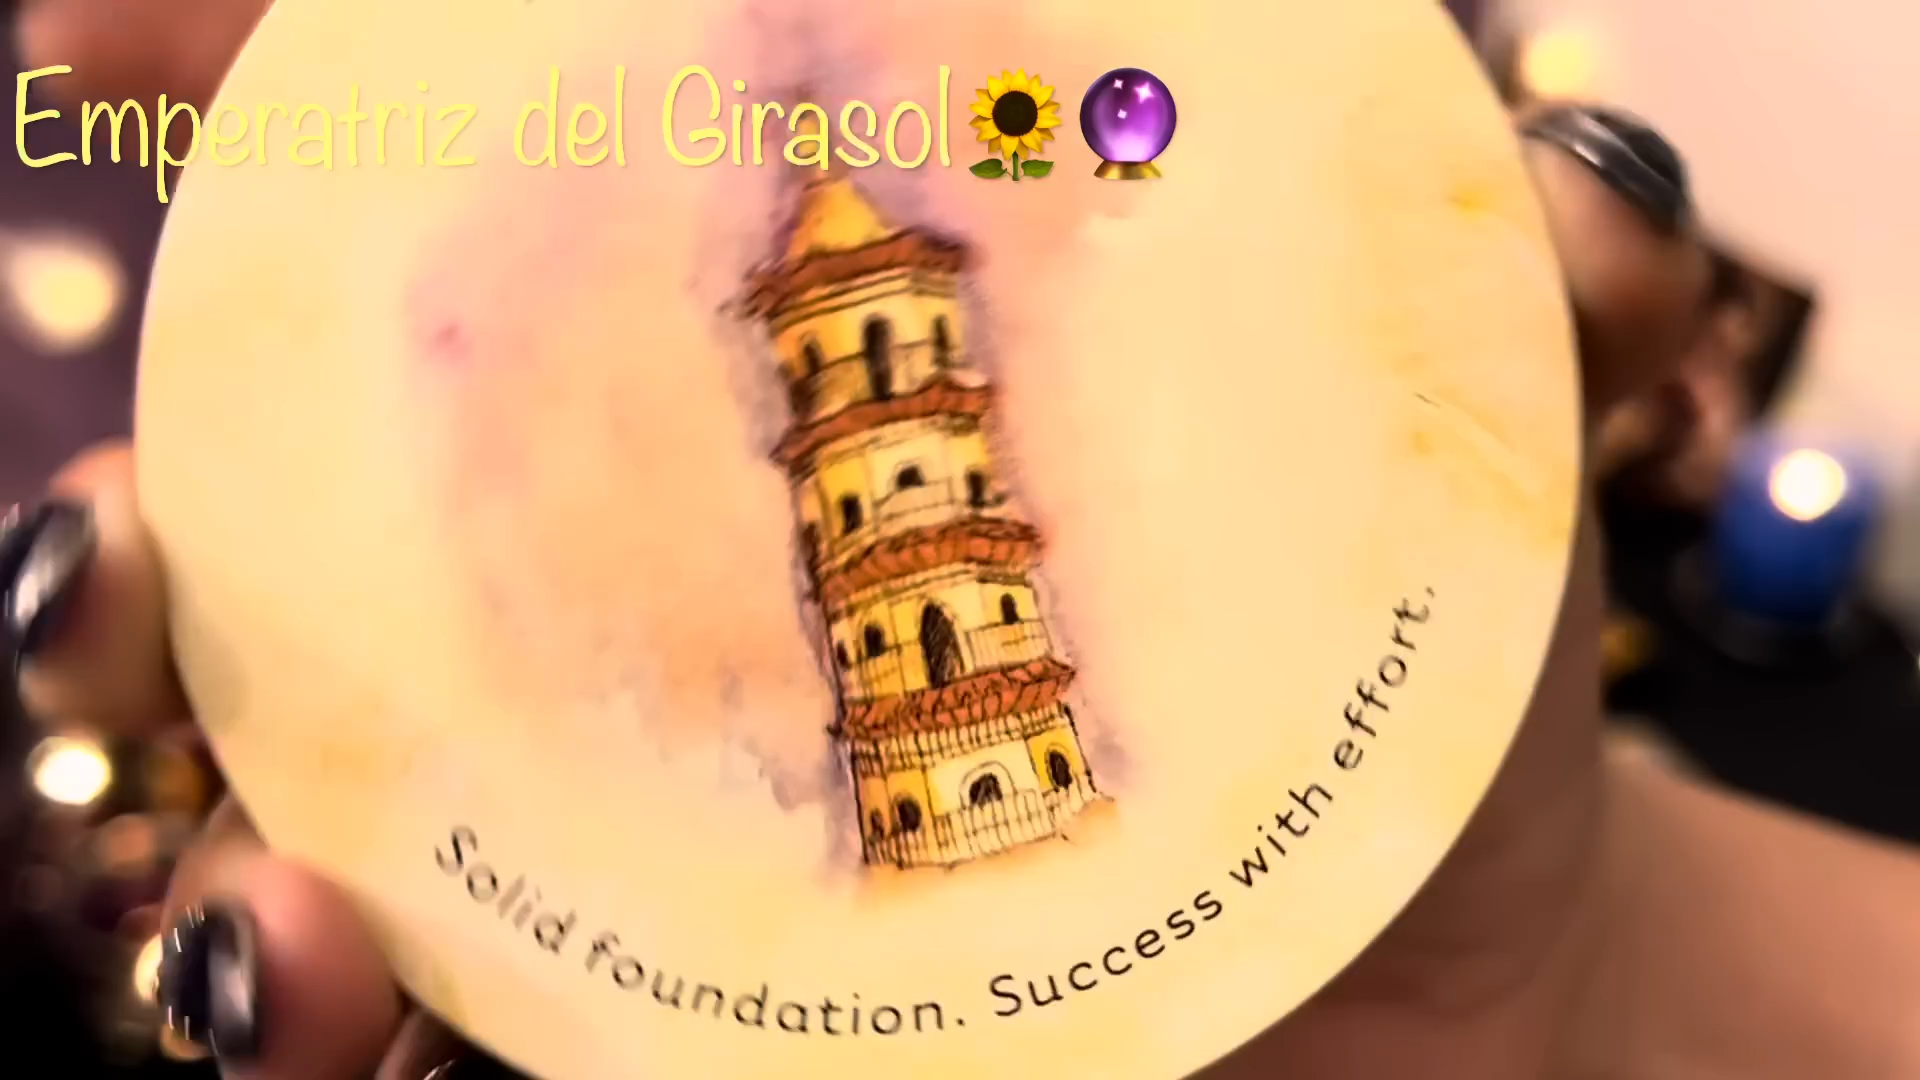 Emperatriz del Girasol🌻🔮
Solid foundation. Success with effort.